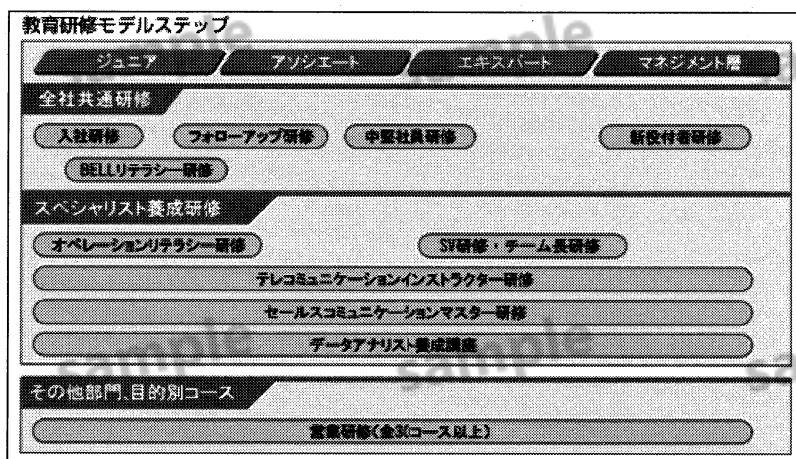 教育研修モデルステップ
ジュニア アソシエート エキスパート マネジメント層
全社共通研修
入社研修 フォローアップ研修 中堅社員研修 新役付者研修
BELLリテラシー研修
スペシャリスト養成研修
オペレーションリテラシー研修 SV研修・チーム長研修
テレコミュニケーションインストラクター研修
セールスコミュニケーションマスター研修
データアナリスト養成講座
その他部門、目的別コース
営業研修(全30コース以上)
sample
sample
sample
sample